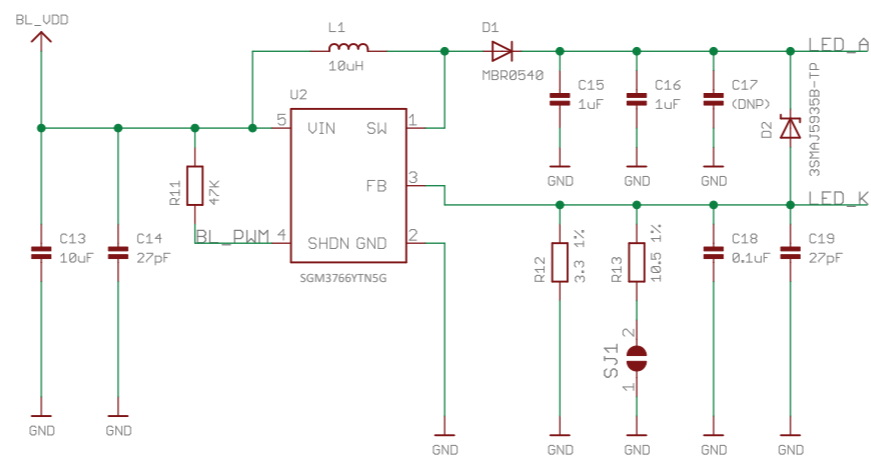 BL_VDD
L1
10uH
D1
MBR0540
LED_A
C15
1uF
C16
1uF
C17
(DNP)
D2
3SMAJ5935B-TP
GND
GND
GND
U2
5
VIN
SW
1
FB
3
4
SHDN
GND
2
SGM3766YTN5G
R11
47K
BL_PWM
LED_K
C13
10uF
C14
27pF
R12
3.3 1%
R13
10.5 1%
C18
0.1uF
C19
27pF
SJ1
2
1
GND
GND
GND
GND
GND
GND
GND